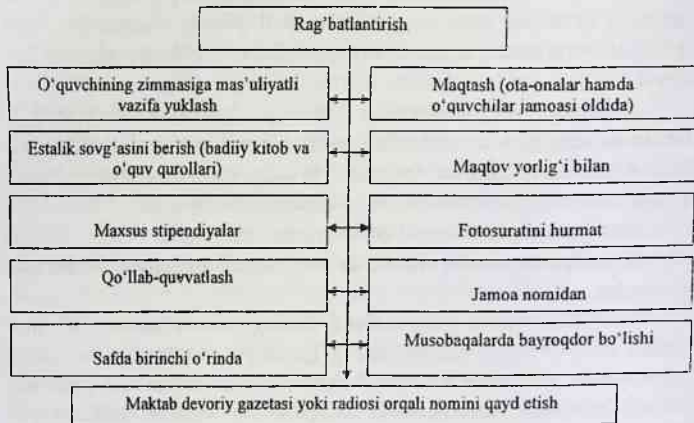 Rag'batlantirish
O'quvchining zimmasiga mas'uliyatli
vazifa yuklash
Maqtash (ota-onalar hamda
o'quvchilar jamoasi oldida)
Estalik sovg'asini berish (badiiy kitob va
o'quv qurollari)
Maqtov yorlig'i bilan
Maxsus stipendiyalar
Fotosuratini hurmat
Qo'llab-quvvatlash
Jamoa nomidan
Safda birinchi o'rinda
Musobaqalarda bayroqdor bo'lishi
Maktab devoriy gazetasi yoki radiosi orqali nomini qayd etish